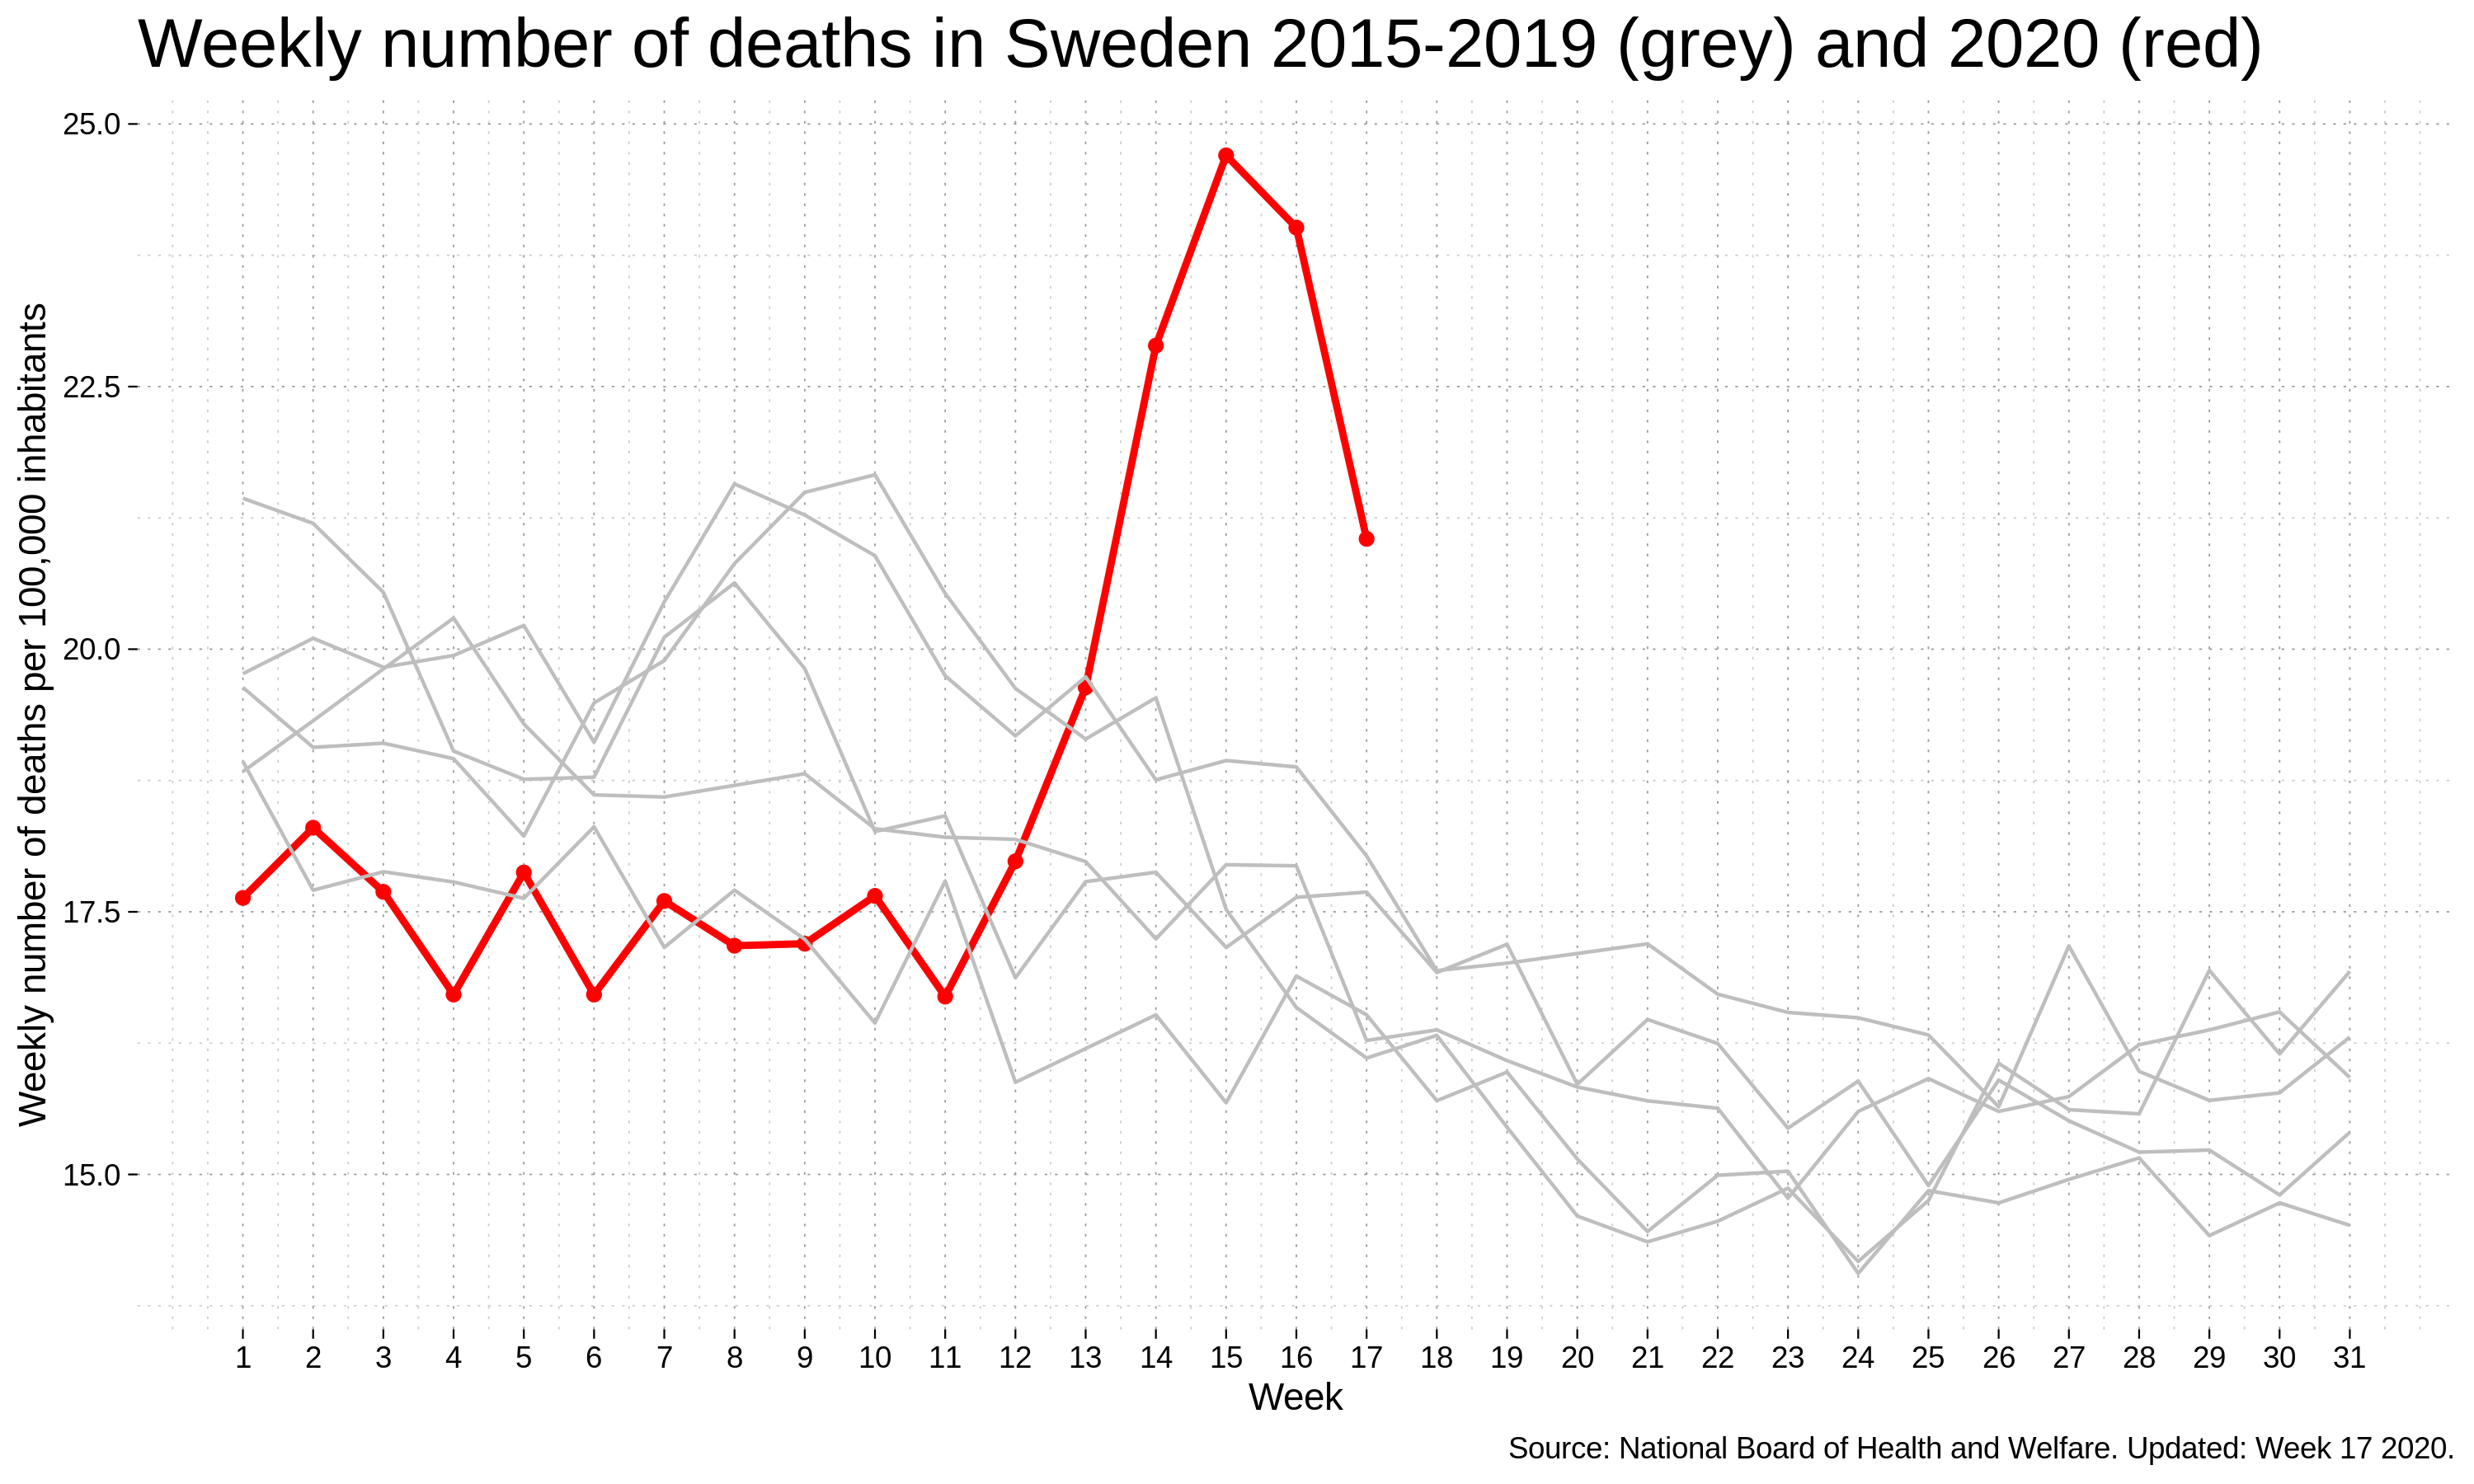 Weekly number of deaths in Sweden 2015-2019 (grey) and 2020 (red)
Weekly number of deaths per 100,000 inhabitants
25.0
22.5
20.0
17.5
15.0
1 2 3 4 5 6 7 8 9 10 11 12 13 14 15 16 17 18 19 20 21 22 23 24 25 26 27 28 29 30 31
Week
Source: National Board of Health and Welfare. Updated: Week 17 2020.